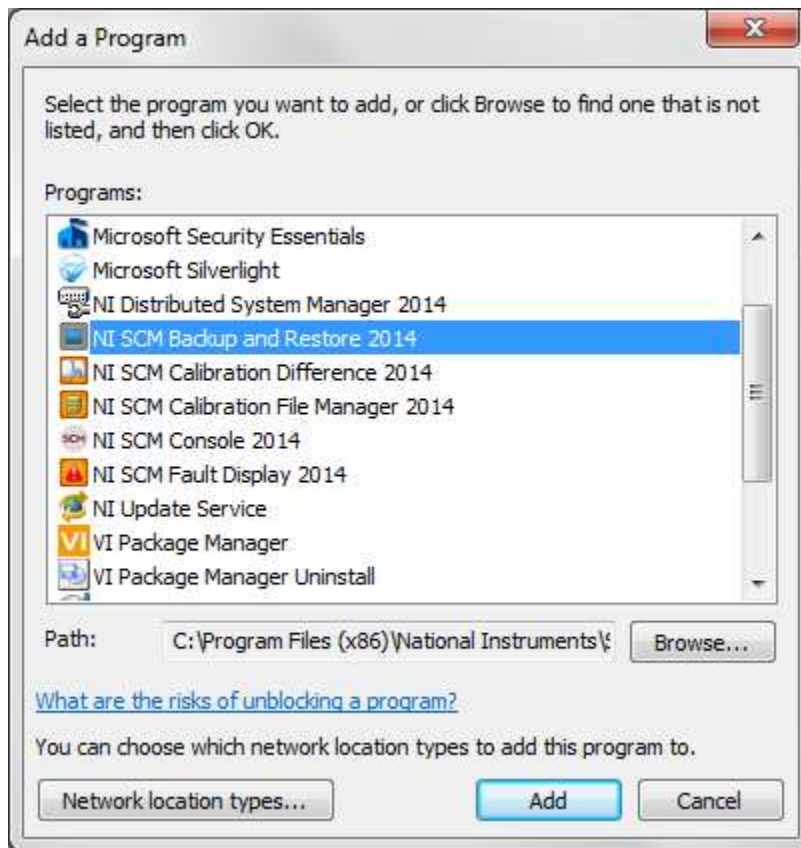 Add a Program
Select the program you want to add, or click Browse to find one that is not
listed, and then click OK.
Programs:
Microsoft Security Essentials
Microsoft Silverlight
NI Distributed System Manager 2014
NI SCM Backup and Restore 2014
NI SCM Calibration Difference 2014
NI SCM Calibration File Manager 2014
SCM NI SCM Console 2014
NI SCM Fault Display 2014
NI Update Service
VI VI Package Manager
VI Package Manager Uninstall
Path: C:\Program Files (x86)\National Instruments\ Browse...
What are the risks of unblocking a program?
You can choose which network location types to add this program to.
Network location types... Add Cancel